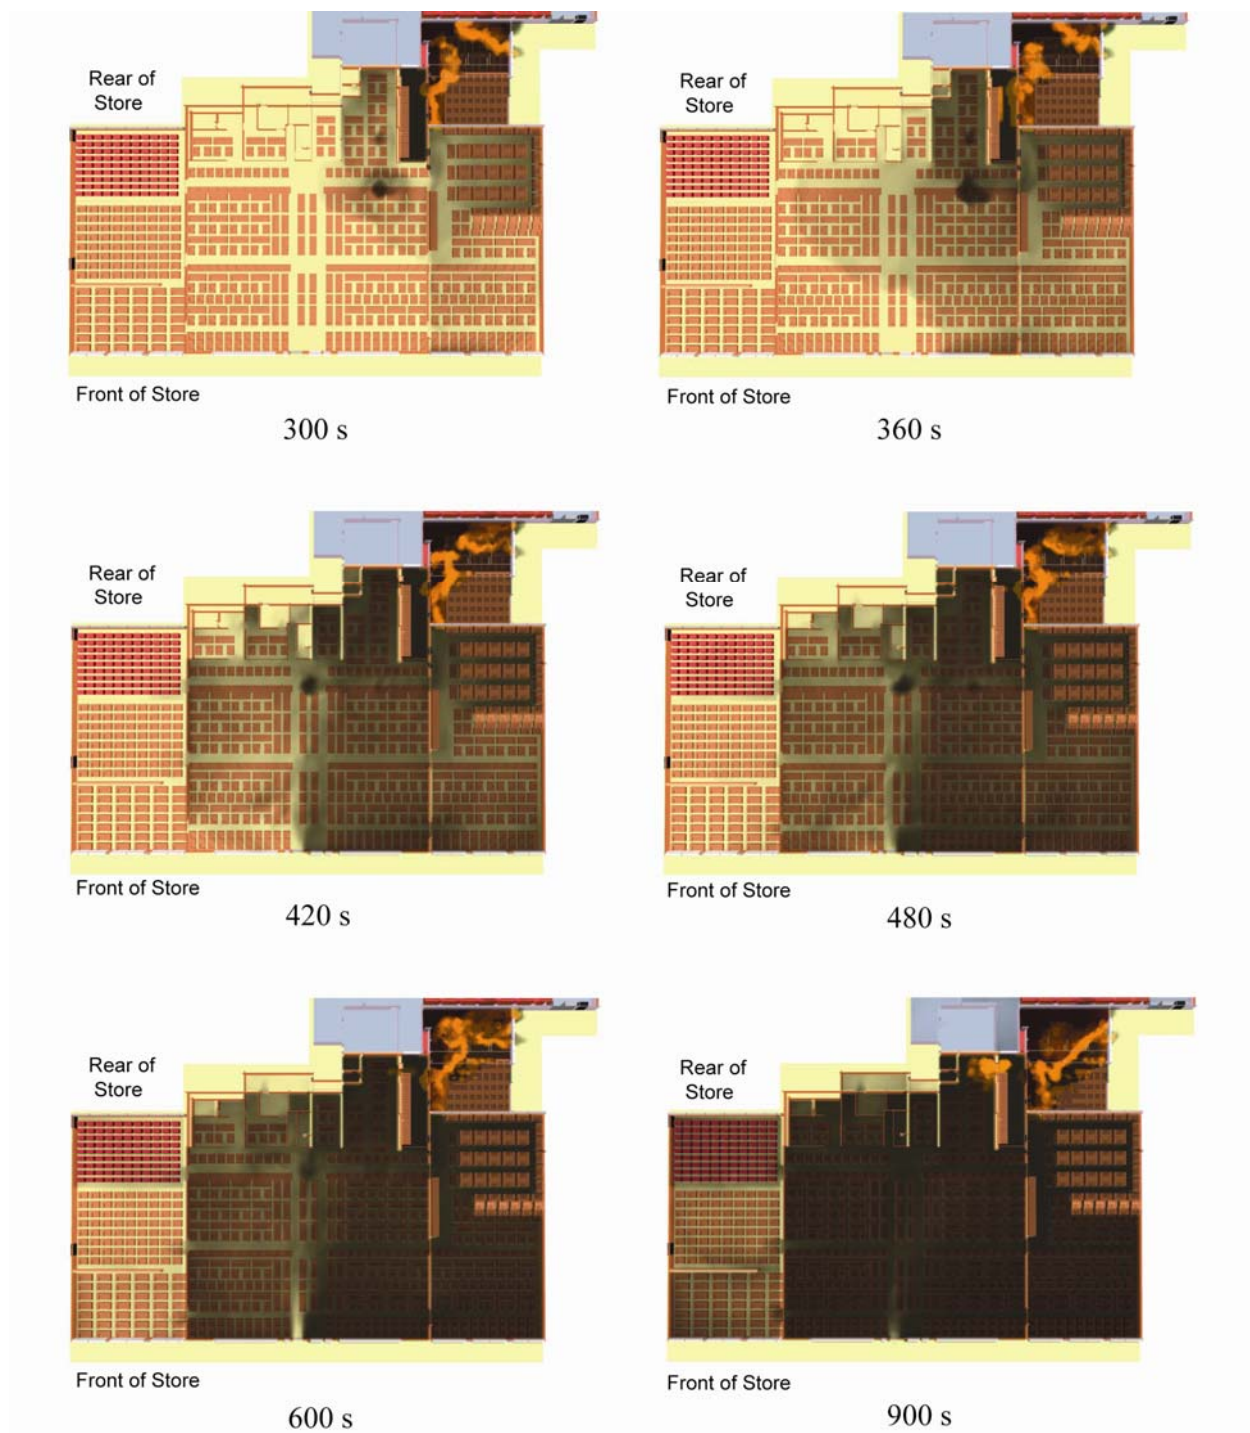 Rear of
Store
Rear of
Store
Front of Store
Front of Store
300 s
360 s
Rear of
Store
Rear of
Store
Front of Store
Front of Store
420 s
480 s
Rear of
Store
Rear of
Store
Front of Store
Front of Store
600 s
900 s